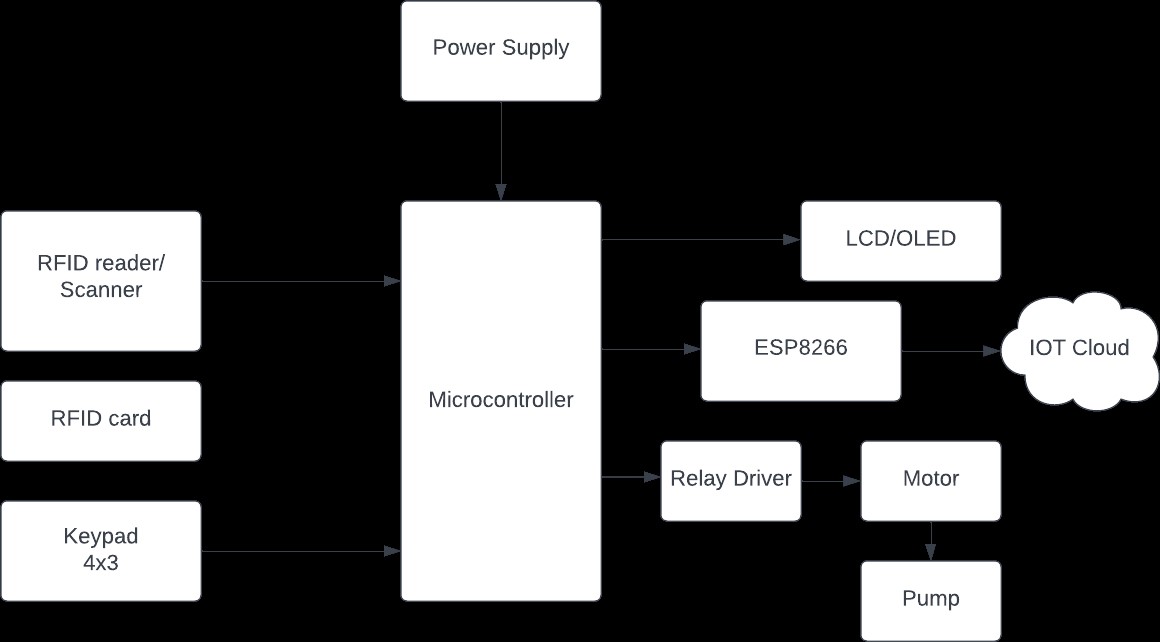 Power Supply
RFID reader/
Scanner
RFID card
Keypad
4x3
Microcontroller
LCD/OLED
ESP8266
IOT Cloud
Relay Driver
Motor
Pump